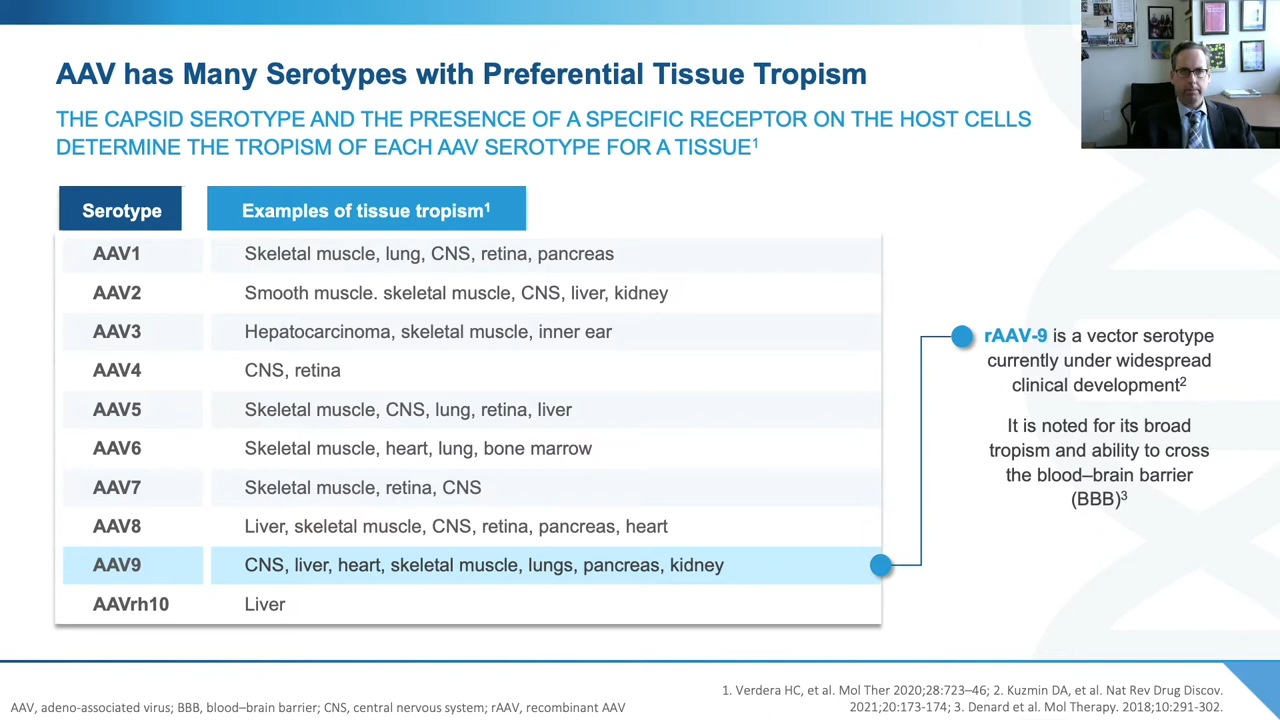 AAV has Many Serotypes with Preferential Tissue Tropism
THE CAPSID SEROTYPE AND THE PRESENCE OF A SPECIFIC RECEPTOR ON THE HOST CELLS
DETERMINE THE TROPISM OF EACH AAV SEROTYPE FOR A TISSUE¹
Serotype Examples of tissue tropism¹
AAV1 Skeletal muscle, lung, CNS, retina, pancreas
AAV2 Smooth muscle. skeletal muscle, CNS, liver, kidney
AAV3 Hepatocarcinoma, skeletal muscle, inner ear
AAV4 CNS, retina
AAV5 Skeletal muscle, CNS, lung, retina, liver
AAV6 Skeletal muscle, heart, lung, bone marrow
AAV7 Skeletal muscle, retina, CNS
AAV8 Liver, skeletal muscle, CNS, retina, pancreas, heart
AAV9 CNS, liver, heart, skeletal muscle, lungs, pancreas, kidney
AAVrh10 Liver
rAAV-9 is a vector serotype
currently under widespread
clinical development²
It is noted for its broad
tropism and ability to cross
the blood–brain barrier
(BBB)³
AAV, adeno-associated virus; BBB, blood–brain barrier; CNS, central nervous system; rAAV, recombinant AAV
1. Verdera HC, et al. Mol Ther 2020;28:723–46; 2. Kuzmin DA, et al. Nat Rev Drug Discov.
2021;20:173-174; 3. Denard et al. Mol Therapy. 2018;10:291-302.